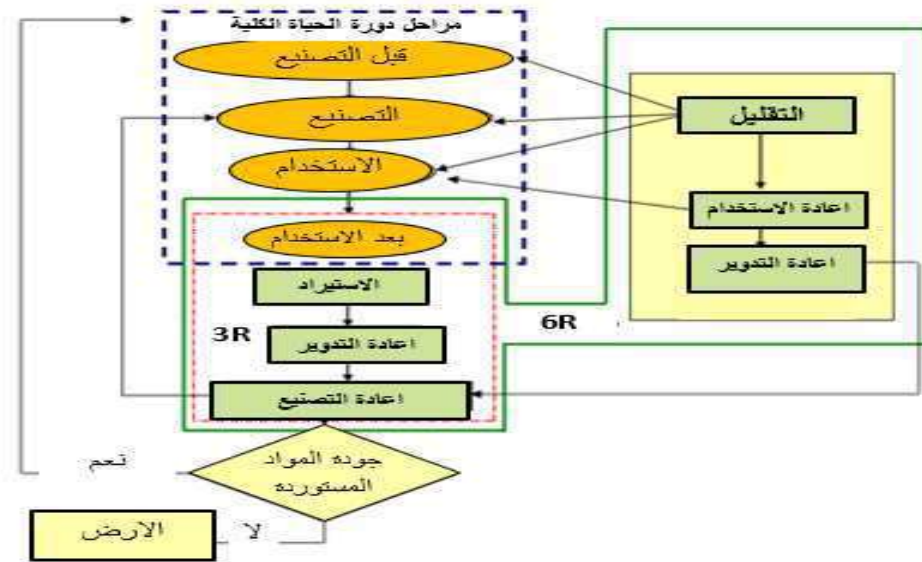 مراحل دورة الحياة الكلية
قبل التصنيع
التصنيع
الاستخدام
بعد الاستخدام
الاستيراد
3R
اعادة التدوير
اعادة التصنيع
6R
التقليل
اعادة الاستخدام
اعادة التدوير
جودة المواد
المستوردة
نعم
لا
الارض